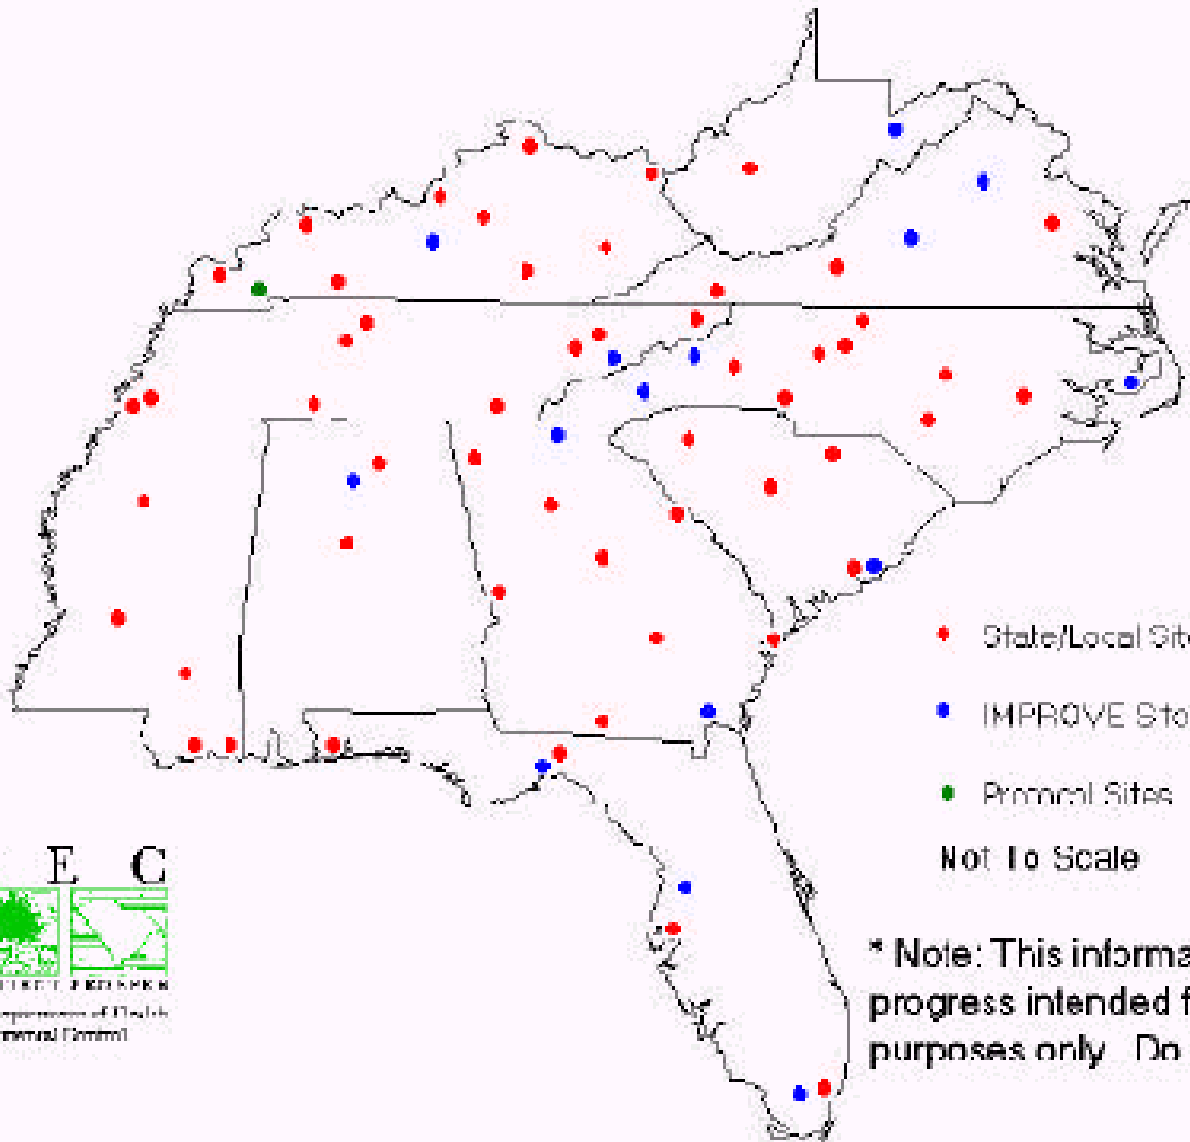 State/Local Sit
IMPROVE Sit
Protocol Sites
Not To Scale
E C
* Note: This informa
progress intended f
purposes only. Do